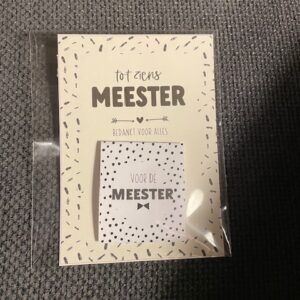 tot ziens
MEESTER
BEDANKT VOOR ALLES
VOOR DE
MEESTER